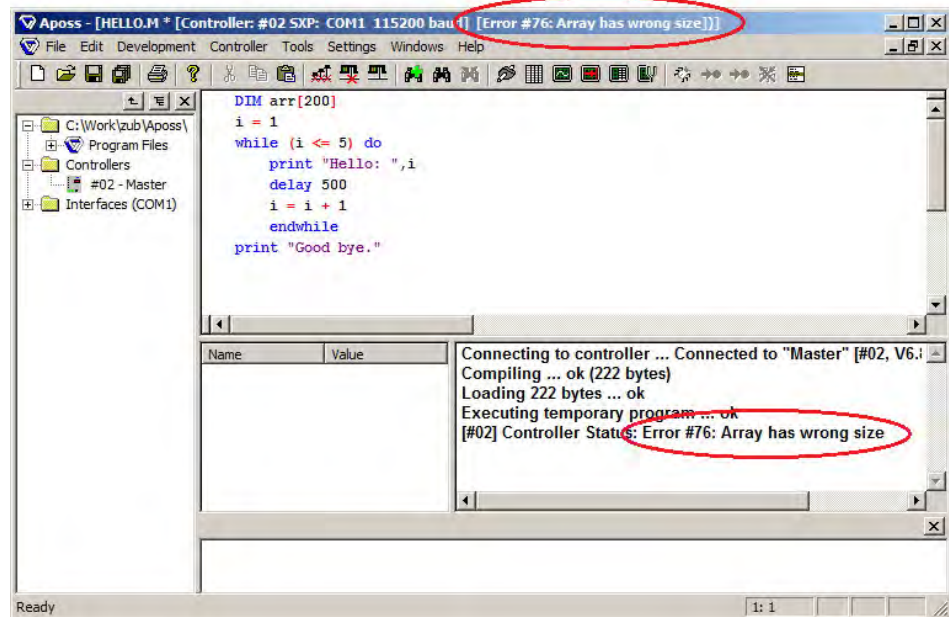 Aposs - [HELLO.M * [Controller: #02 SXP: COM1 115200 baud] [Error #76: Array has wrong size])]
File Edit Development Controller Tools Settings Windows Help
C:\Work\zub\Aposs\
Program Files
Controllers
#02 - Master
Interfaces (COM1)
DIM arr[200]
i = 1
while (i <= 5) do
print "Hello: ",i
delay 500
i = i + 1
endwhile
print "Good bye."
Name Value
Connecting to controller ... Connected to "Master" [#02, V6.
Compiling ... ok (222 bytes)
Loading 222 bytes ... ok
Executing temporary program ... ok
[#02] Controller Status: Error #76: Array has wrong size
Ready
1: 1